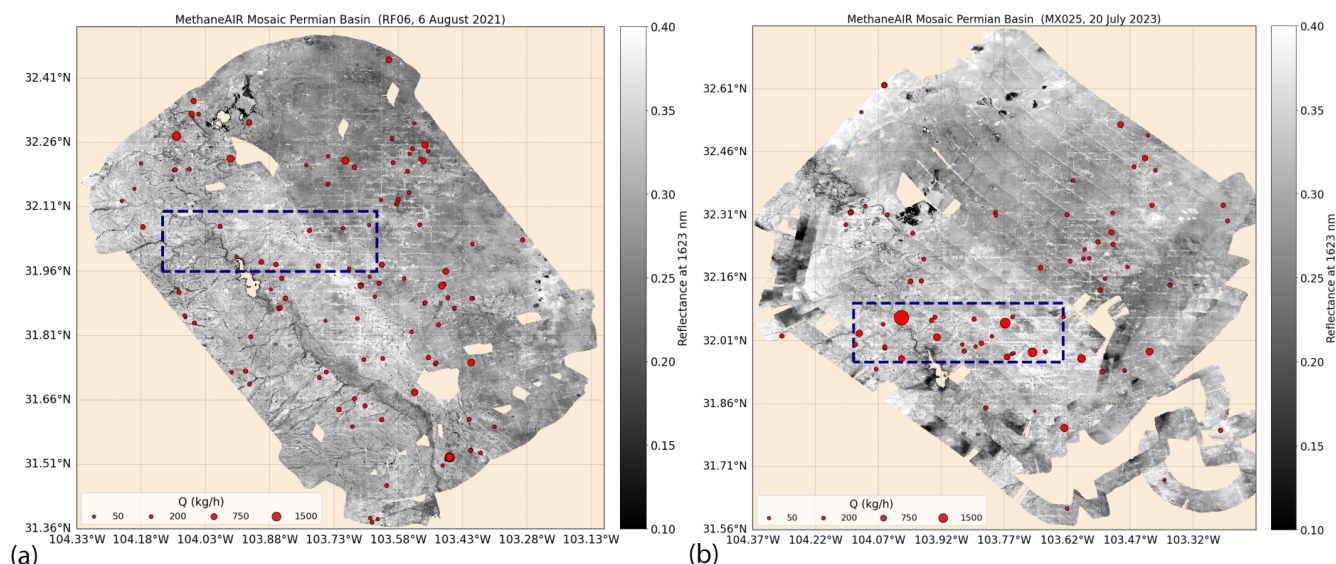 MethaneAIR Mosaic Permian Basin (RF06, 6 August 2021)
32.41°N
32.26°N
32.11°N
31.96°N
31.81°N
31.66°N
31.51°N
31.36°N
104.33°W 104.18°W 104.03°W 103.88°W 103.73°W 103.58°W 103.43°W 103.28°W 103.13°W
Q (kg/h)
50 200 750 1500
0.40
0.35
0.30
0.25
0.20
0.15
0.10
Reflectance at 1623 nm
(a)
MethaneAIR Mosaic Permian Basin (MX025, 20 July 2023)
32.61°N
32.46°N
32.31°N
32.16°N
32.01°N
31.86°N
31.71°N
31.56°N
104.37°W 104.22°W 104.07°W 103.92°W 103.77°W 103.62°W 103.47°W 103.32°W
Q (kg/h)
50 200 750 1500
0.40
0.35
0.30
0.25
0.20
0.15
0.10
Reflectance at 1623 nm
(b)